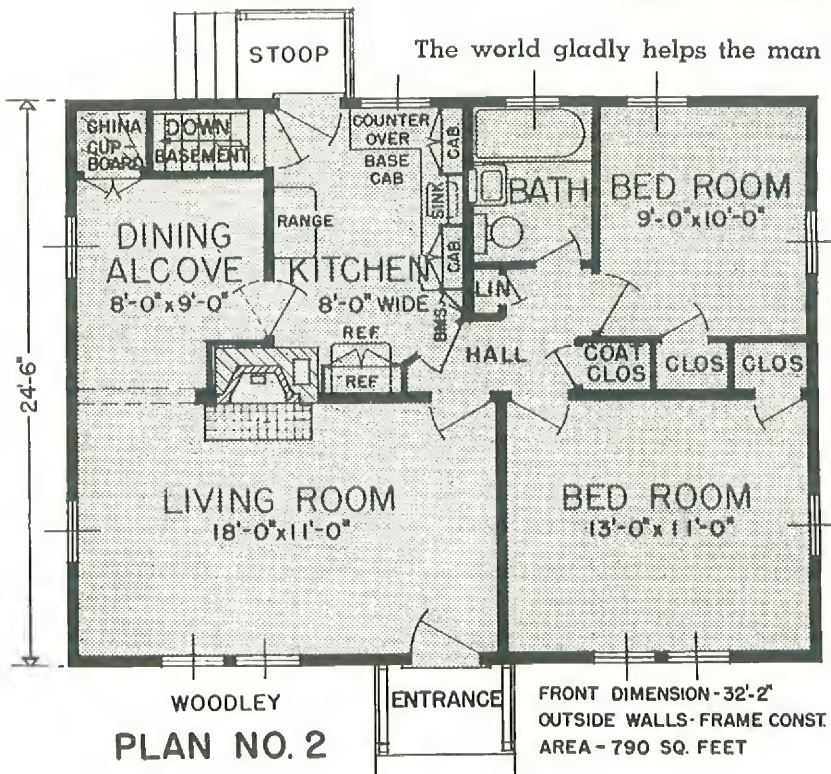 STOOP
The world gladly helps the man
CHINA
CUP-
BOARD
DOWN
BASEMENT
COUNTER
OVER
BASE
CAB
CAB.
SINK
CAB.
RANGE
BATH
BED ROOM
9'-0"x10'-0"
DINING
ALCOVE
8'-0"x9'-0"
KITCHEN
8'-0" WIDE
LIN
BMS.
REF.
REF
HALL
COAT
CLOS
CLOS
CLOS
24'-6"
LIVING ROOM
18'-0"x11'-0"
BED ROOM
13'-0"x11'-0"
WOODLEY
PLAN NO. 2
ENTRANCE
FRONT DIMENSION-32'-2"
OUTSIDE WALLS-FRAME CONST.
AREA-790 SQ. FEET